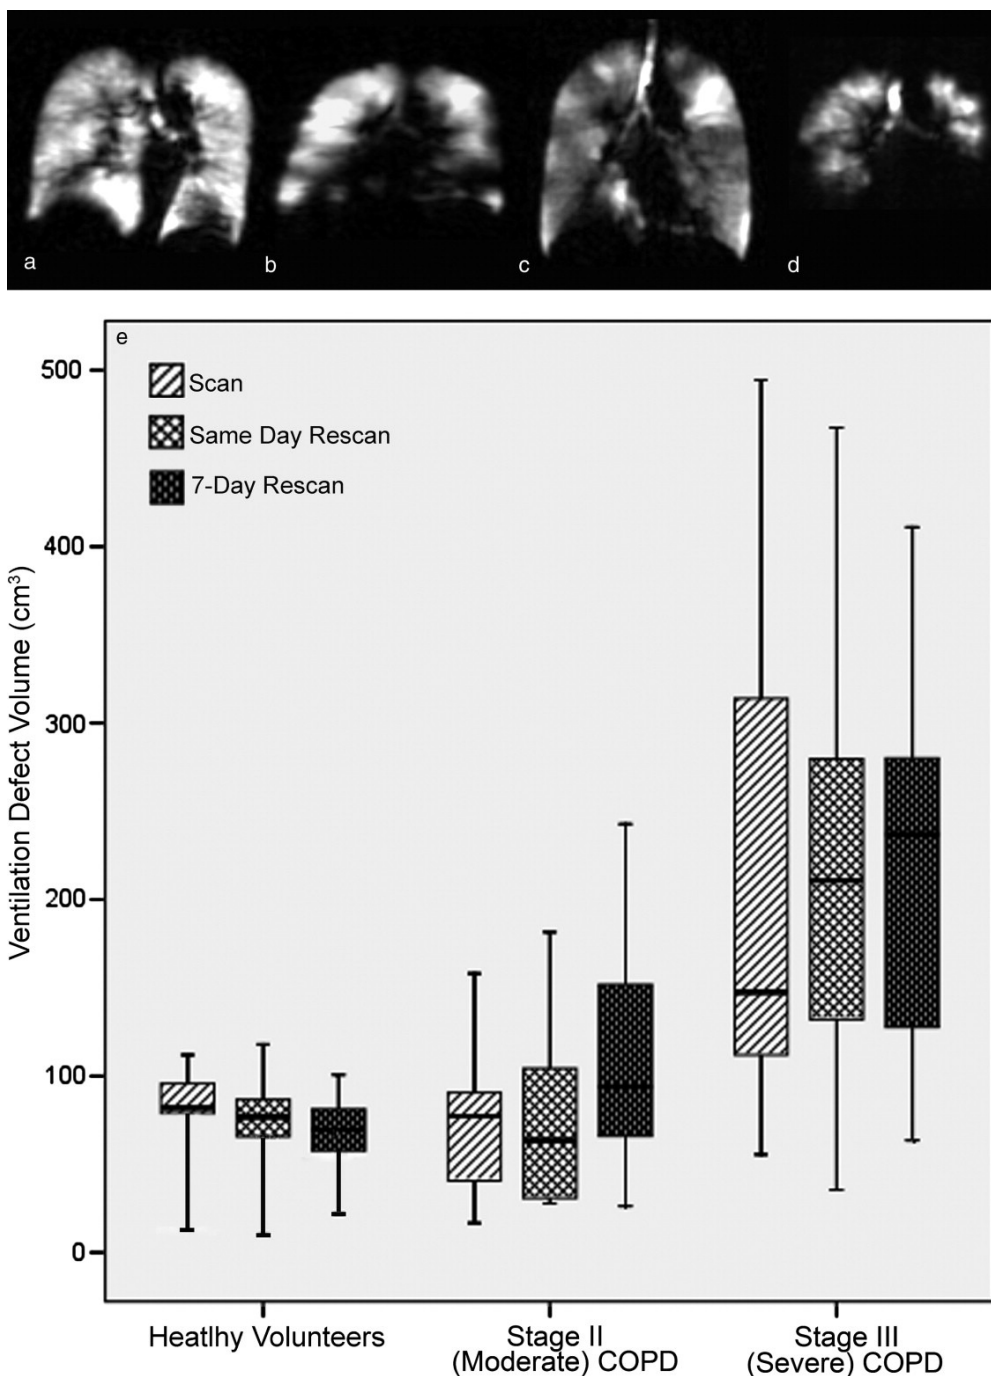 a
b
c
d
e
Scan
Same Day Rescan
7-Day Rescan
Ventilation Defect Volume (cm³)
500
400
300
200
100
0
Heatlhy Volunteers
Stage II
(Moderate) COPD
Stage III
(Severe) COPD